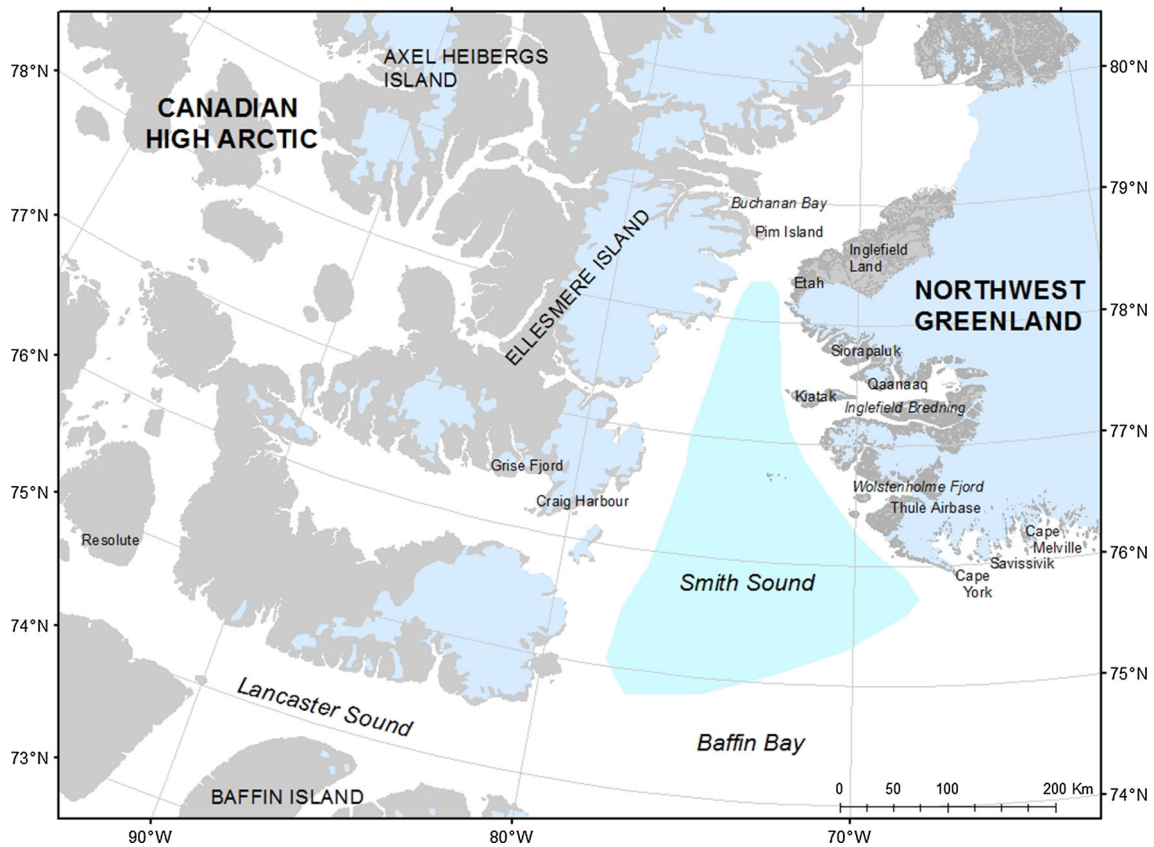 78°N
77°N
76°N
75°N
74°N
73°N
AXEL HEIBERGS
ISLAND
CANADIAN
HIGH ARCTIC
ELLESMERE ISLAND
Buchanan Bay
Pim Island
Inglefield
Land
Etah
NORTHWEST
GREENLAND
Siorapaluk
Qaanaaq
Kiatak
Inglefield Bredning
Grise Fjord
Craig Harbour
Wolstenholme Fjord
Thule Airbase
Resolute
Cape
Melville
Savissivik
Cape
York
Smith Sound
Lancaster Sound
Baffin Bay
BAFFIN ISLAND
0 50 100 200 Km
80°N
79°N
78°N
77°N
76°N
75°N
74°N
90°W 80°W 70°W